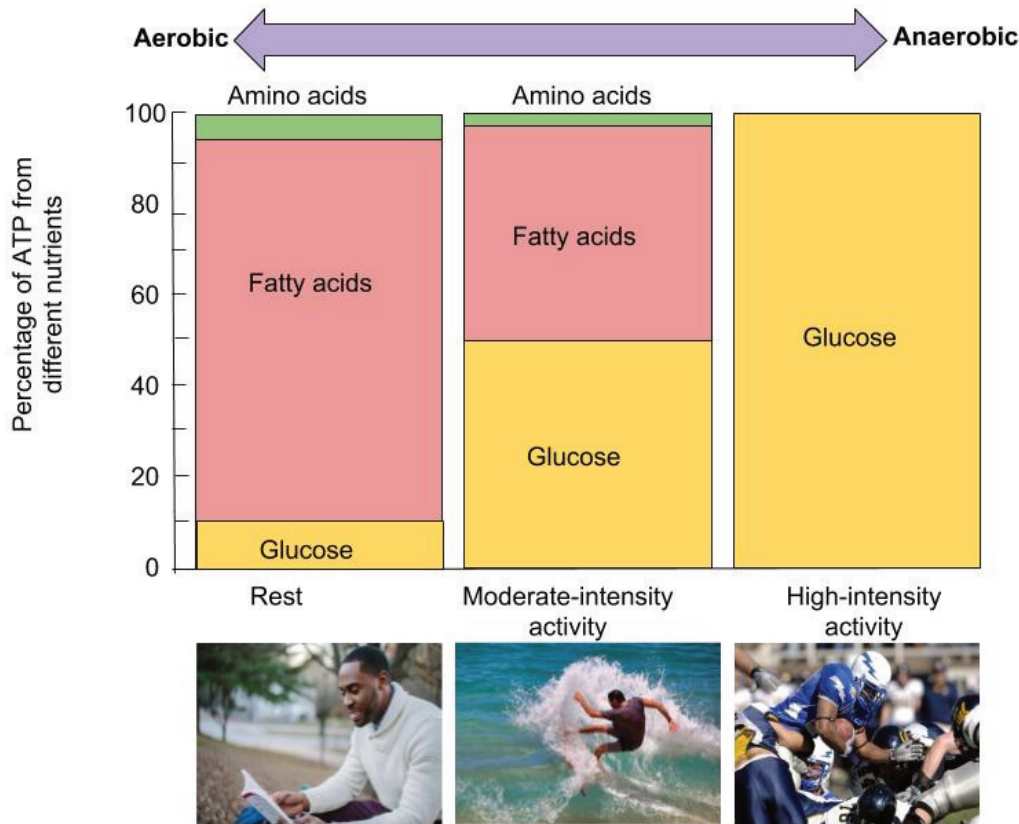 Aerobic
Anaerobic
Percentage of ATP from
different nutrients
100
80
60
40
20
0
Amino acids
Fatty acids
Glucose
Amino acids
Fatty acids
Glucose
Glucose
Rest
Moderate-intensity
activity
High-intensity
activity